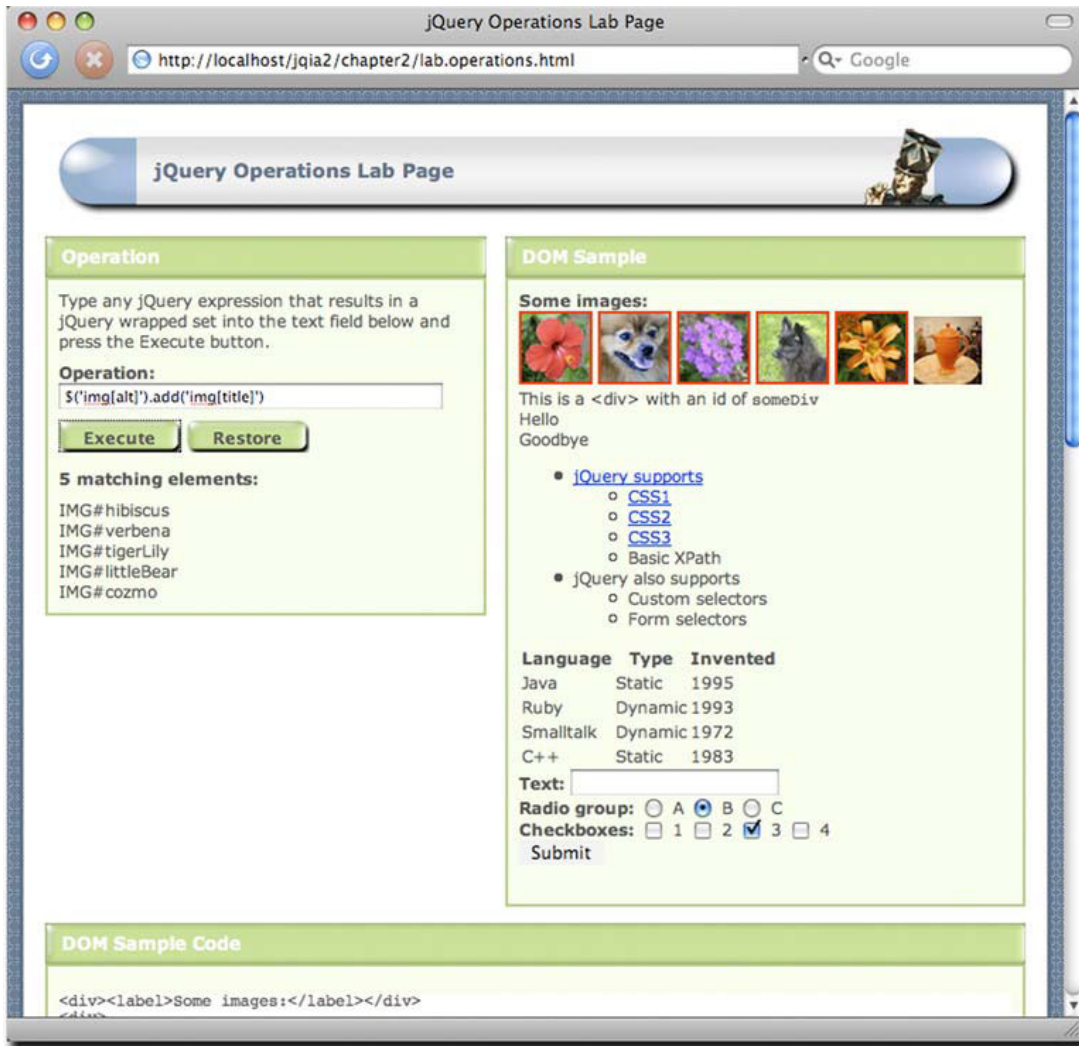 jQuery Operations Lab Page
http://localhost/jqia2/chapter2/lab.operations.html
Google
jQuery Operations Lab Page
Operation
Type any jQuery expression that results in a
jQuery wrapped set into the text field below and
press the Execute button.
Operation:
$('img[alt]').add('img[title]')
Execute Restore
5 matching elements:
IMG#hibiscus
IMG#verbena
IMG#tigerLily
IMG#littleBear
IMG#cozmo
DOM Sample
Some images:
This is a <div> with an id of someDiv
Hello
Goodbye
jQuery supports
CSS1
CSS2
CSS3
Basic XPath
jQuery also supports
Custom selectors
Form selectors
Language Type Invented
Java Static 1995
Ruby Dynamic 1993
Smalltalk Dynamic 1972
C++ Static 1983
Text:
Radio group: A B C
Checkboxes: 1 2 3 4
Submit
DOM Sample Code
<div><label>Some images:</label></div>